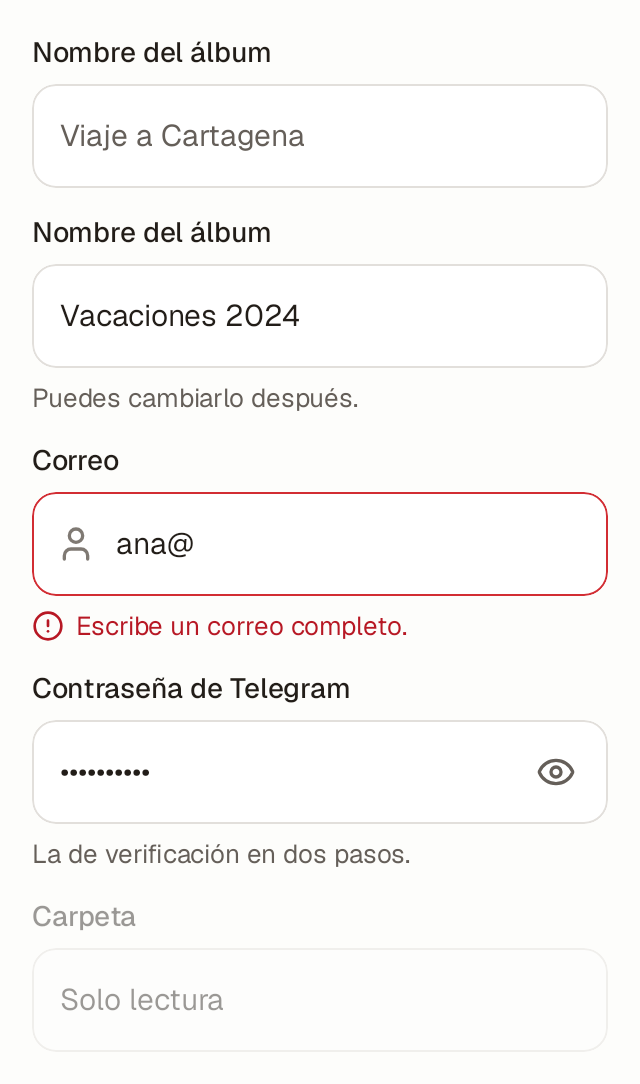 Nombre del álbum
Viaje a Cartagena
Nombre del álbum
Vacaciones 2024
Puedes cambiarlo después.
Correo
ana@
Escribe un correo completo.
Contraseña de Telegram
••••••••••
La de verificación en dos pasos.
Carpeta
Solo lectura